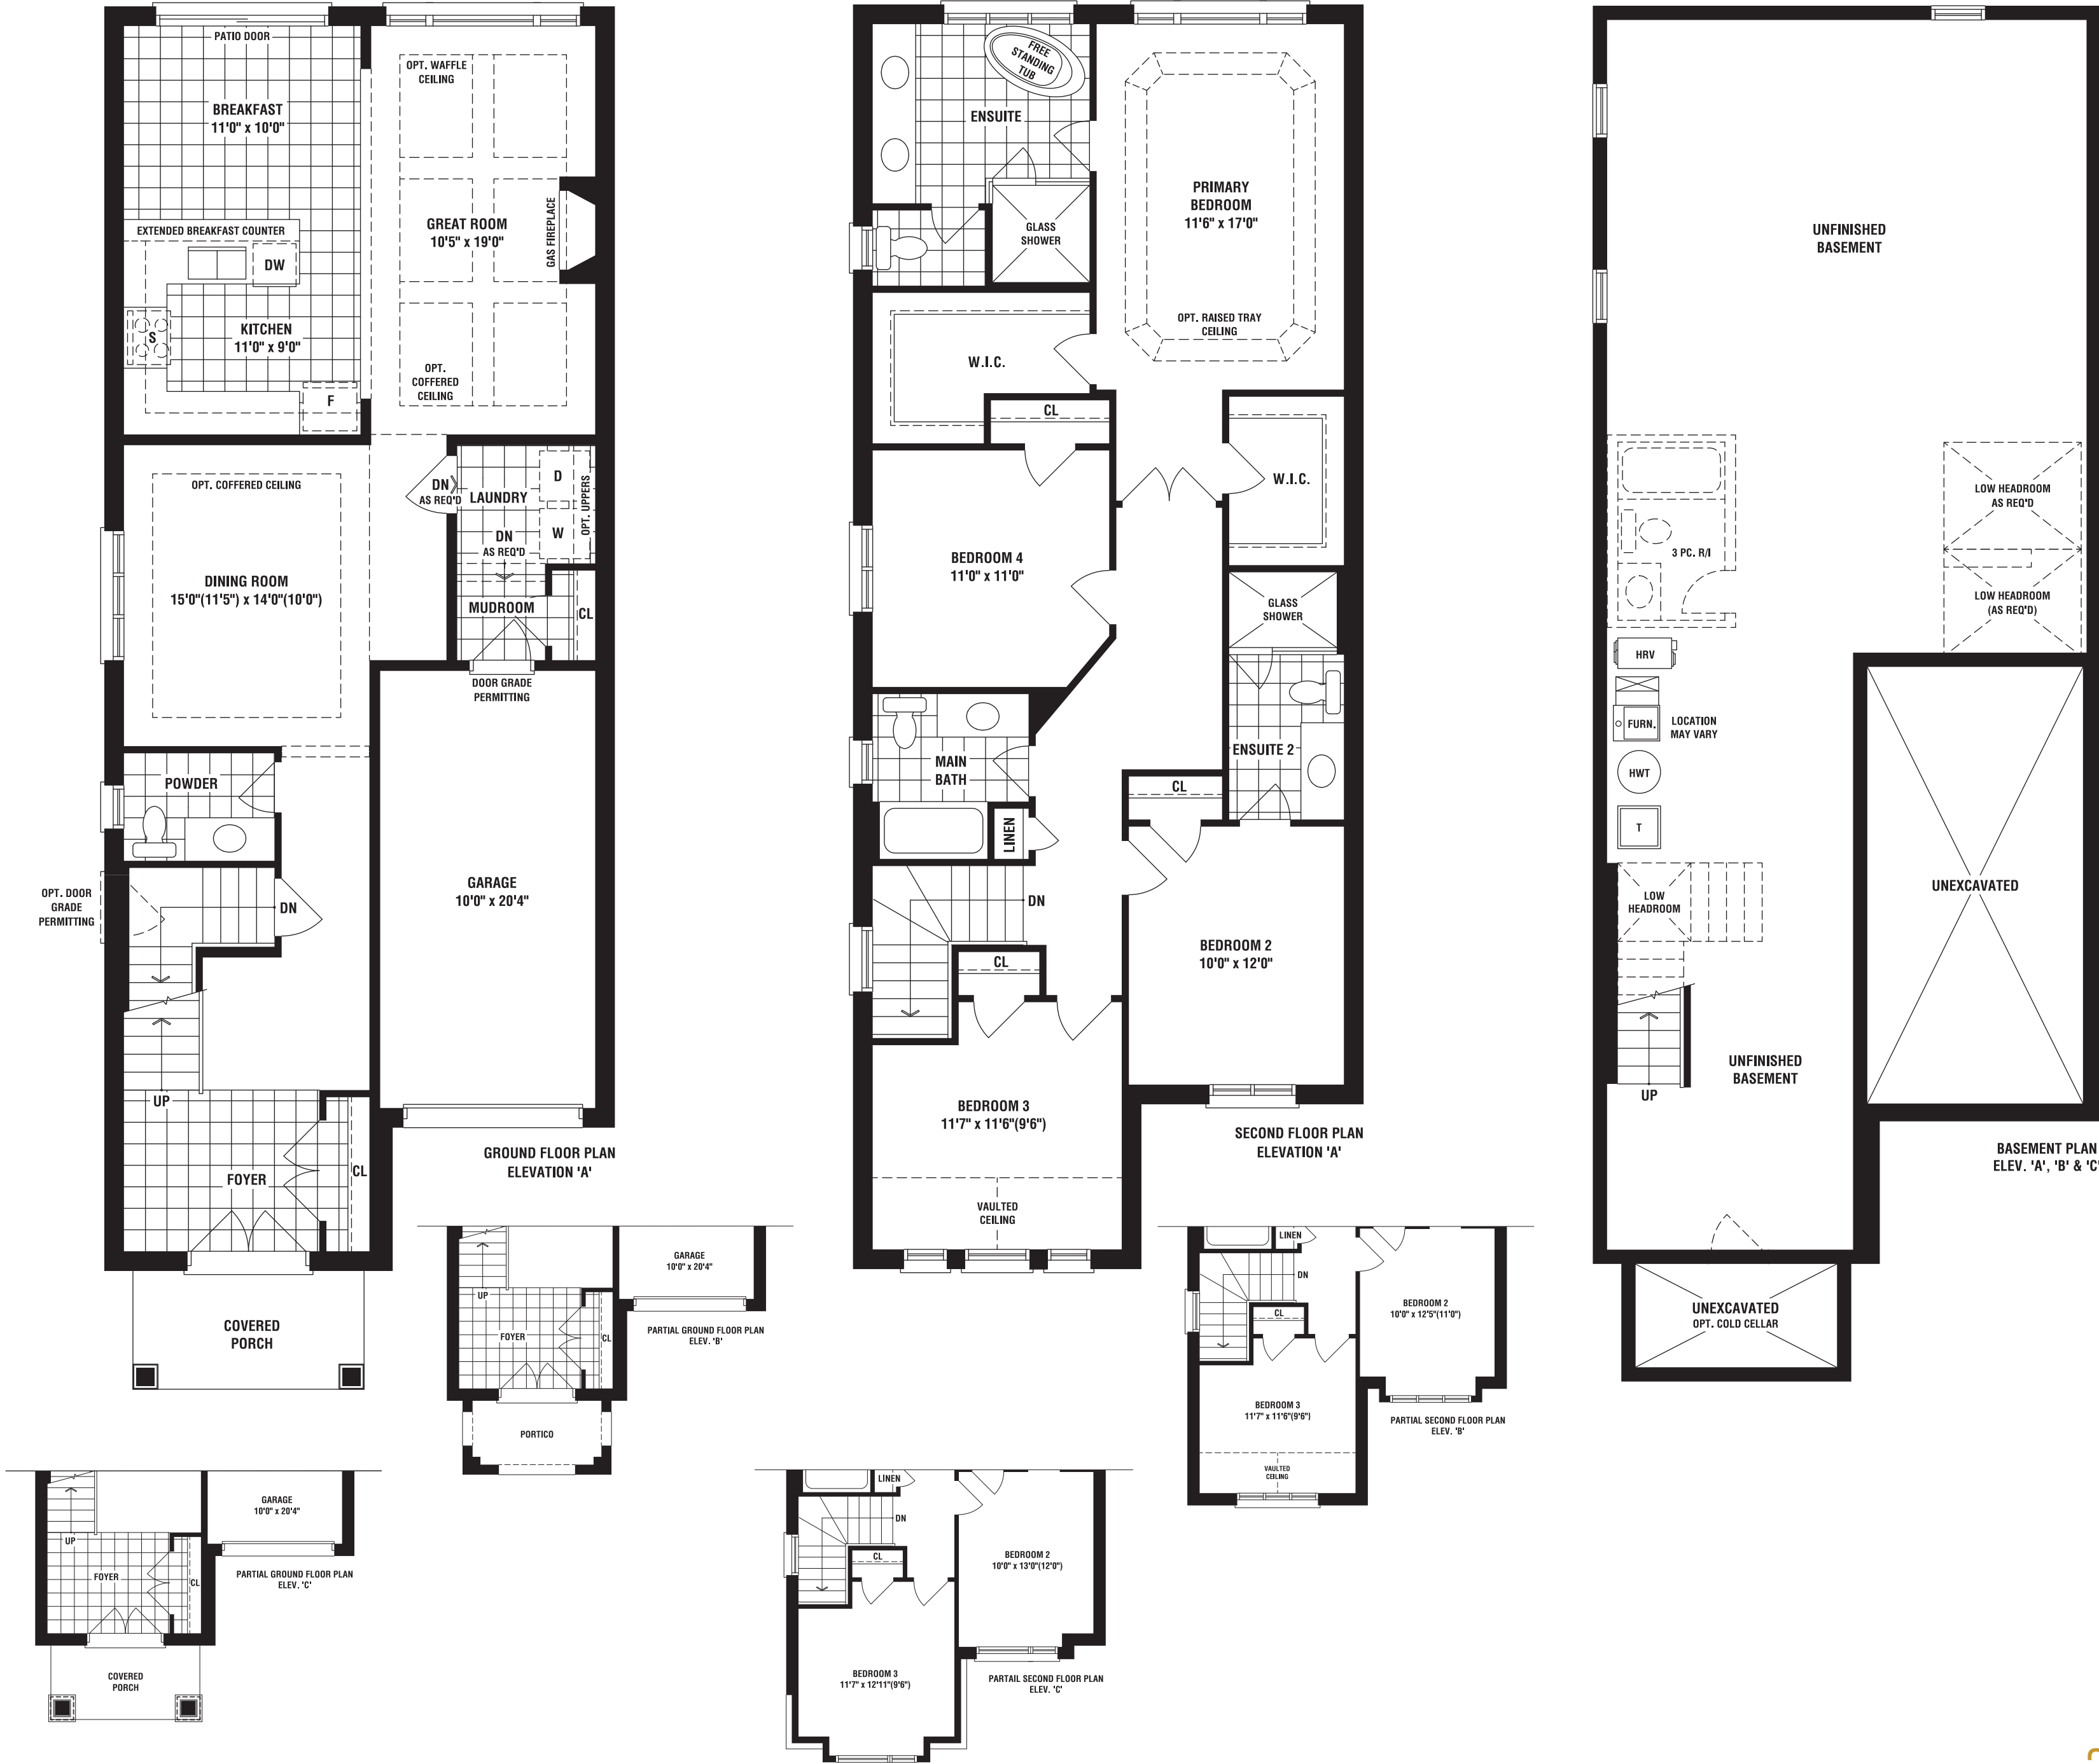 PATIO DOOR
BREAKFAST
11'0" x 10'0"
OPT. WAFFLE
CEILING
EXTENDED BREAKFAST COUNTER
DW
GREAT ROOM
10'5" x 19'0"
GAS FIREPLACE
S
KITCHEN
11'0" x 9'0"
F
OPT.
COFFERED
CEILING
OPT. COFFERED CEILING
DN
AS REQ'D
LAUNDRY
D
W
OPT. UPPERS
DN
AS REQ'D
DINING ROOM
15'0"(11'5") x 14'0"(10'0")
MUDROOM
CL
DOOR GRADE
PERMITTING
POWDER
OPT. DOOR
GRADE
PERMITTING
DN
GARAGE
10'0" x 20'4"
UP
FOYER
CL
GROUND FLOOR PLAN
ELEVATION 'A'
COVERED
PORCH
FREE
STANDING
TUB
ENSUITE
PRIMARY
BEDROOM
11'6" x 17'0"
GLASS
SHOWER
OPT. RAISED TRAY
CEILING
W.I.C.
CL
W.I.C.
BEDROOM 4
11'0" x 11'0"
GLASS
SHOWER
MAIN
BATH
ENSUITE 2
CL
LINEN
DN
BEDROOM 2
10'0" x 12'0"
CL
BEDROOM 3
11'7" x 11'6"(9'6")
VAULTED
CEILING
SECOND FLOOR PLAN
ELEVATION 'A'
UNFINISHED
BASEMENT
LOW HEADROOM
AS REQ'D
3 PC. R/I
LOW HEADROOM
(AS REQ'D)
HRV
FURN.
LOCATION
MAY VARY
HWT
T
LOW
HEADROOM
UNEXCAVATED
UNFINISHED
BASEMENT
UP
BASEMENT PLAN
ELEV. 'A', 'B' & 'C'
UNEXCAVATED
OPT. COLD CELLAR
GARAGE
10'0" x 20'4"
UP
FOYER
CL
PARTIAL GROUND FLOOR PLAN
ELEV. 'B'
PORTICO
LINEN
DN
CL
BEDROOM 2
10'0" x 12'5"(11'0")
BEDROOM 3
11'7" x 11'6"(9'6")
VAULTED
CEILING
PARTIAL SECOND FLOOR PLAN
ELEV. 'B'
GARAGE
10'0" x 20'4"
UP
FOYER
CL
PARTIAL GROUND FLOOR PLAN
ELEV. 'C'
COVERED
PORCH
LINEN
DN
CL
BEDROOM 2
10'0" x 13'0"(12'0")
BEDROOM 3
11'7" x 12'11"(9'6")
PARTAIL SECOND FLOOR PLAN
ELEV. 'C'